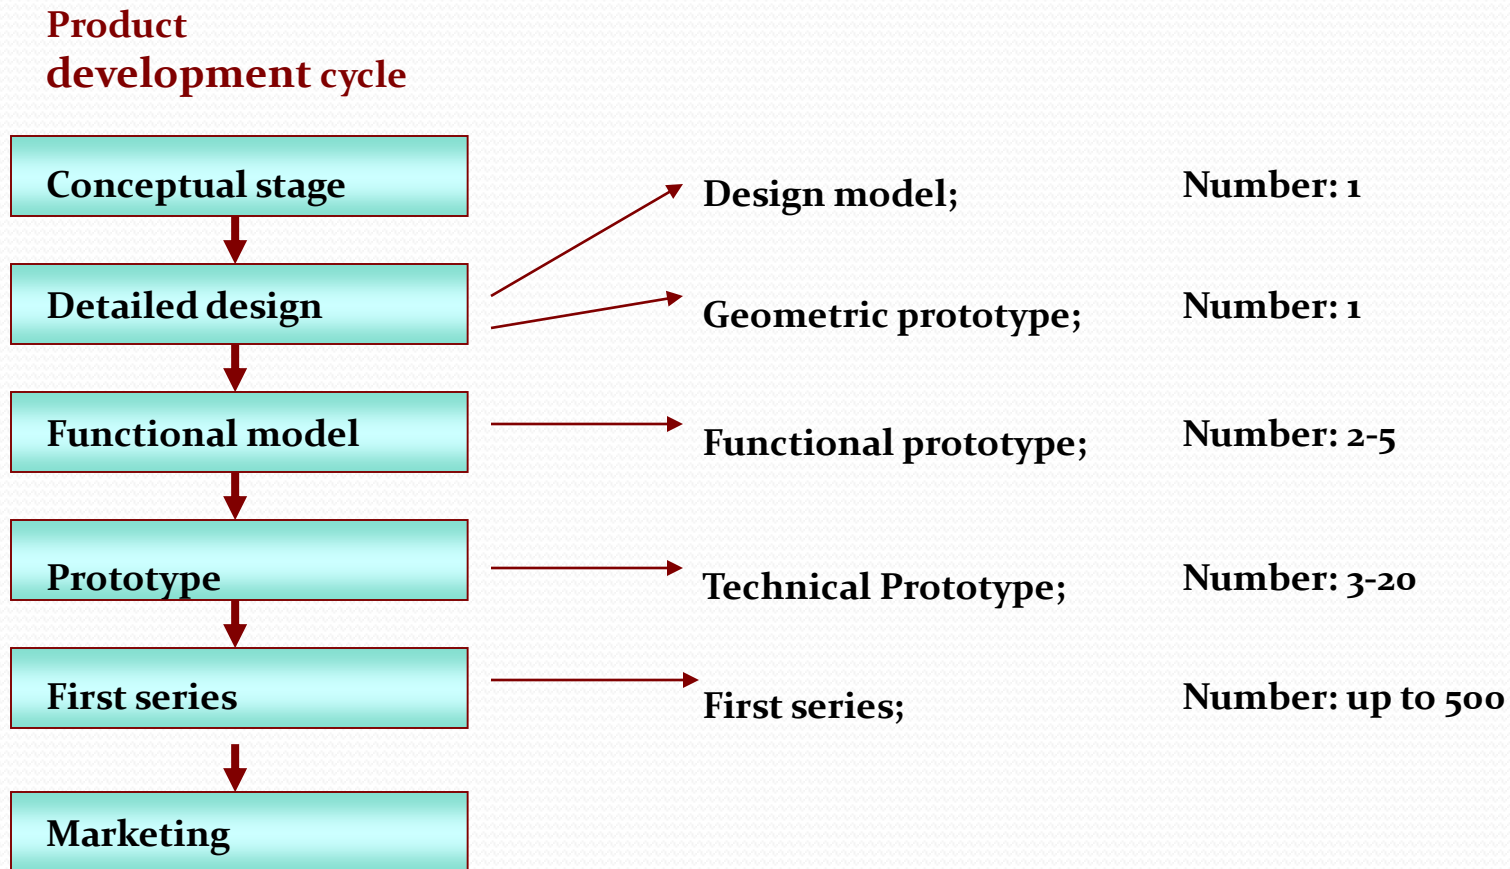 Product
development cycle
Conceptual stage
Design model;
Number: 1
Detailed design
Geometric prototype;
Number: 1
Functional model
Functional prototype;
Number: 2-5
Prototype
Technical Prototype;
Number: 3-20
First series
First series;
Number: up to 500
Marketing